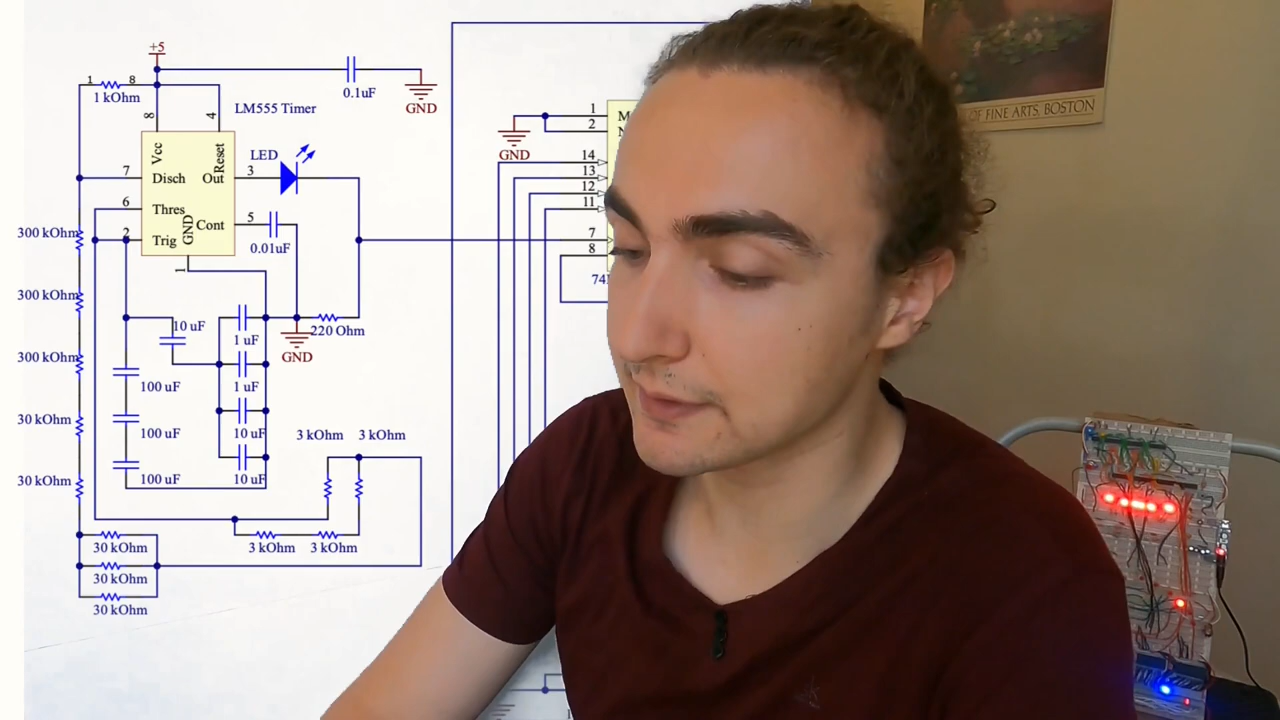 +5
1
8
1 kOhm
0.1uF
GND
LM555 Timer
8
4
Vcc
Reset
7
Disch
Out
3
LED
6
Thres
5
Cont
0.01uF
2
Trig
GND
1
300 kOhm
300 kOhm
300 kOhm
30 kOhm
30 kOhm
10 uF
1 uF
1 uF
10 uF
10 uF
100 uF
100 uF
100 uF
220 Ohm
GND
3 kOhm
3 kOhm
3 kOhm
3 kOhm
30 kOhm
30 kOhm
30 kOhm
1
2
GND
14
13
12
11
7
8
OF FINE ARTS, BOSTON